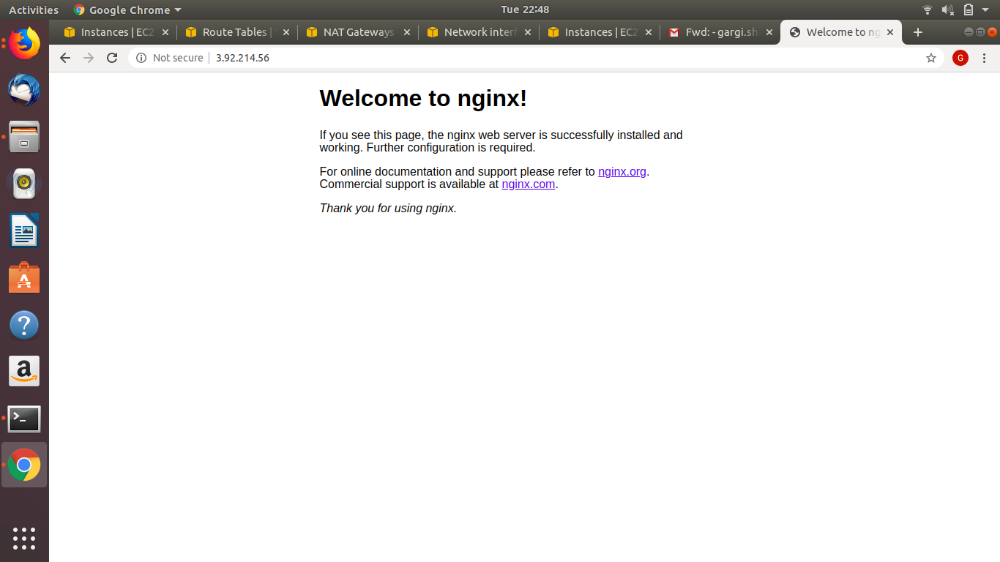 Activities Google Chrome Tue 22:48
Instances | EC2 Route Tables | NAT Gateways Network interf Instances | EC2 Fwd: - gargi.sha Welcome to ng
Not secure 3.92.214.56 G
Welcome to nginx!
If you see this page, the nginx web server is successfully installed and
working. Further configuration is required.
For online documentation and support please refer to nginx.org.
Commercial support is available at nginx.com.
Thank you for using nginx.